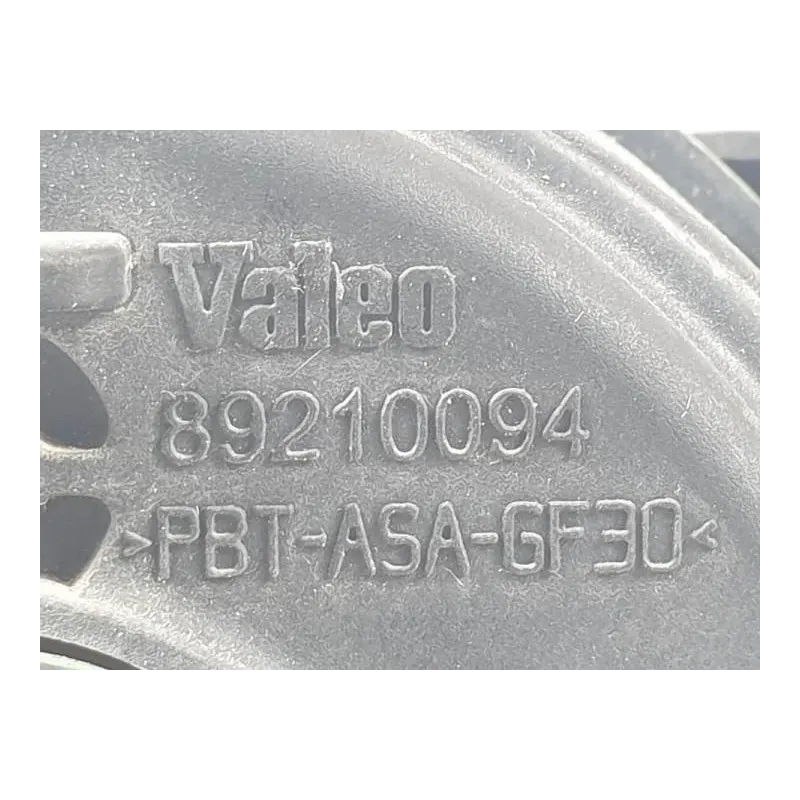 Valeo
89210094
>PBT-ASA-GF30<